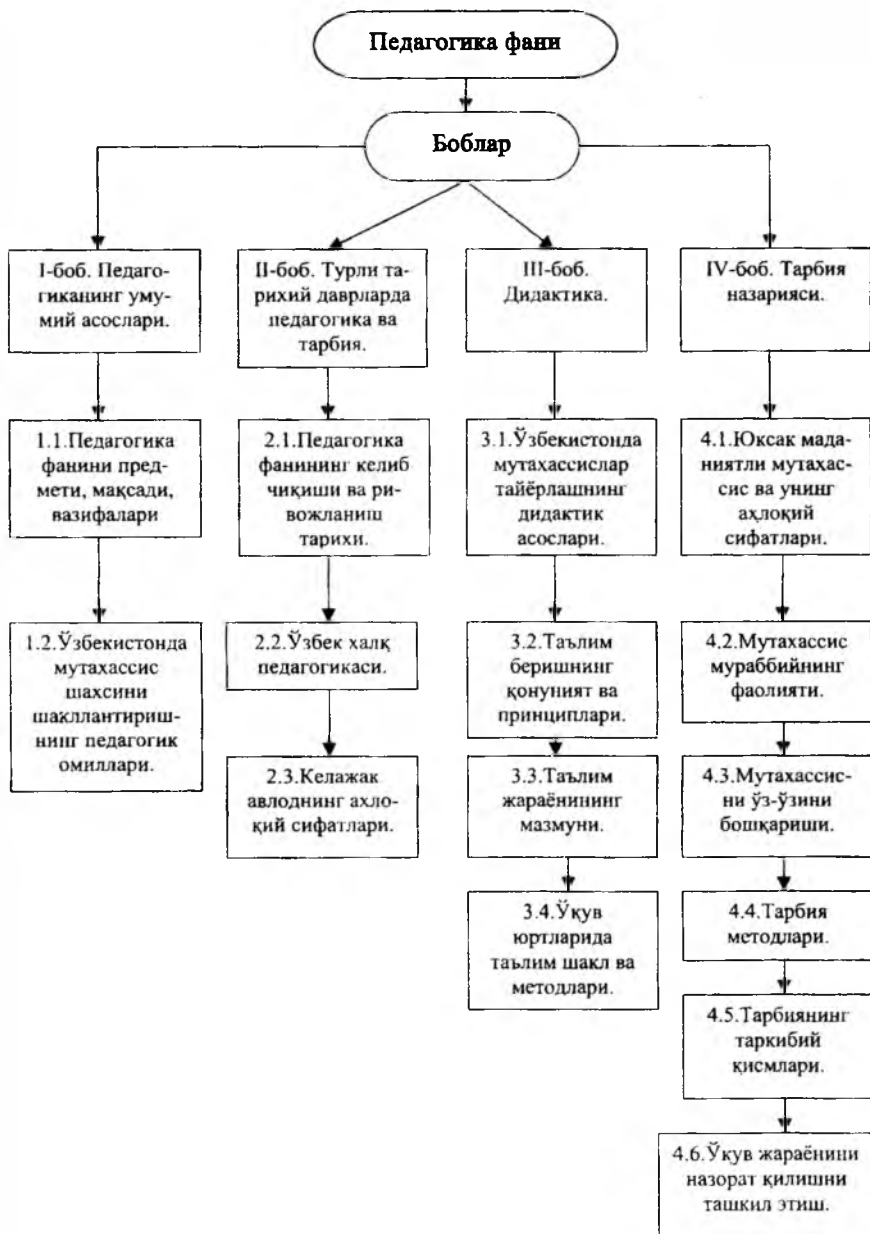 Педагогика фани
Боблар
I-боб. Педаго-
гиканинг уму-
мий асослари.
II-боб. Турли та-
рихий даврларда
педагогика ва
тарбия.
III-боб.
Дидактика.
IV-боб. Тарбия
назарияси.
1.1.Педагогика
фанини пред-
мети, мақсади,
вазифалари
2.1.Педагогика
фанининг келиб
чиқиши ва ри-
вожланиш
тарихи.
3.1.Ўзбекистонда
мутахассислар
тайёрлашнинг
дидактик
асослари.
4.1.Юксак мада-
ниятли мутахас-
сис ва унинг
аҳлоқий
сифатлари.
1.2.Ўзбекистонда
мутахассис
шахсини
шакллантириш-
нинг педагогик
омиллари.
2.2.Ўзбек халқ
педагогикаси.
3.2.Таълим
беришнинг
қонуният ва
принциплари.
4.2.Мутахассис
мураббийнинг
фаолияти.
2.3.Келажак
авлоднинг ахло-
қий сифатлари.
3.3.Таълим
жараёнининг
мазмуни.
4.3.Мутахассис-
ни ўз-ўзини
бошқариши.
3.4.Ўқув
юртларида
таълим шакл ва
методлари.
4.4.Тарбия
методлари.
4.5.Тарбиянинг
таркибий
қисмлари.
4.6.Ўқув жараёнини
назорат қилишни
ташкил этиш.